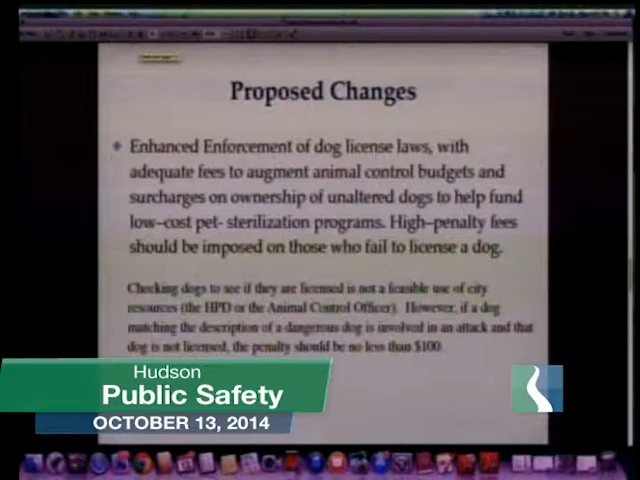 Proposed Changes
Enhanced Enforcement of dog license laws, with
adequate fees to augment animal control budgets and
surcharges on ownership of unaltered dogs to help fund
low-cost pet- sterilization programs. High-penalty fees
should be imposed on those who fail to license a dog.
Checking dogs to see if they are licensed is not a feasible use of city
resources (the HPD or the Animal Control Officer). However, if a dog
matching the description of a dangerous dog is involved in an attack and that
dog is not licensed, the penalty should be no less than $100.
Hudson
Public Safety
OCTOBER 13, 2014